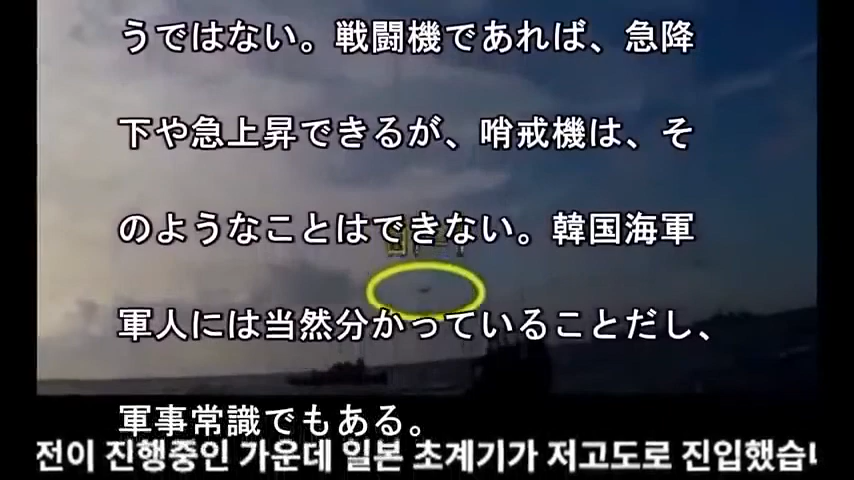 うではない。戦闘機であれば、急降
下や急上昇できるが、哨戒機は、そ
のようなことはできない。韓国海軍
軍人には当然分かっていることだし、
軍事常識でもある。
전이 진행중인 가운데 일본 초계기가 저고도로 진입했습니